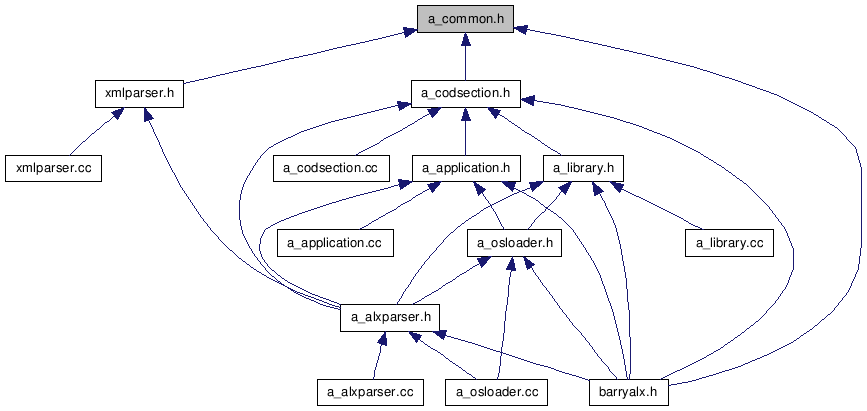 a_common.h
xmlparser.h
a_codsection.h
xmlparser.cc
a_codsection.cc
a_application.h
a_library.h
a_application.cc
a_osloader.h
a_library.cc
a_alxparser.h
a_alxparser.cc
a_osloader.cc
barryalx.h